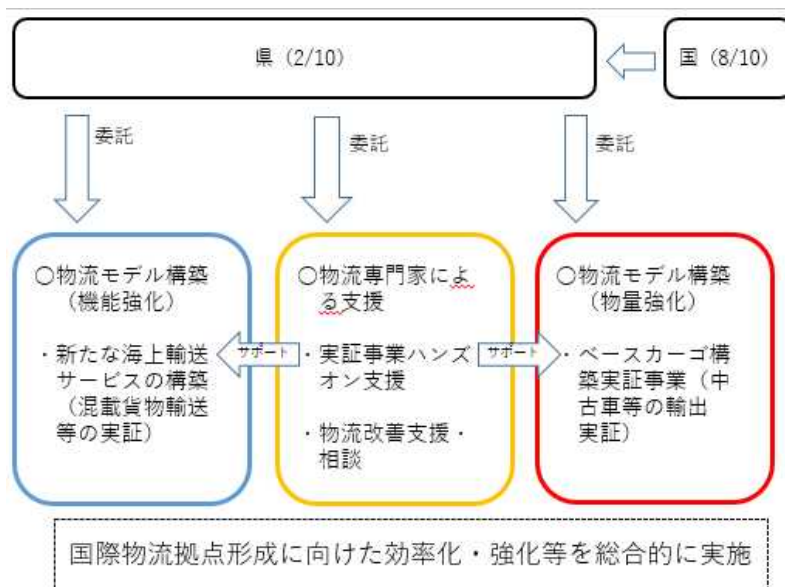 県（2/10）
国（8/10）
委託
委託
委託
○物流モデル構築
（機能強化）
・新たな海上輸送
サービスの構築
（混載貨物輸送
等の実証）
サポート
○物流専門家によ
る支援
・実証事業ハンズ
オン支援
・物流改善支援・
相談
サポート
○物流モデル構築
（物量強化）
・ベースカーゴ構
築実証事業（中
古車等の輸出
実証）
国際物流拠点形成に向けた効率化・強化等を総合的に実施